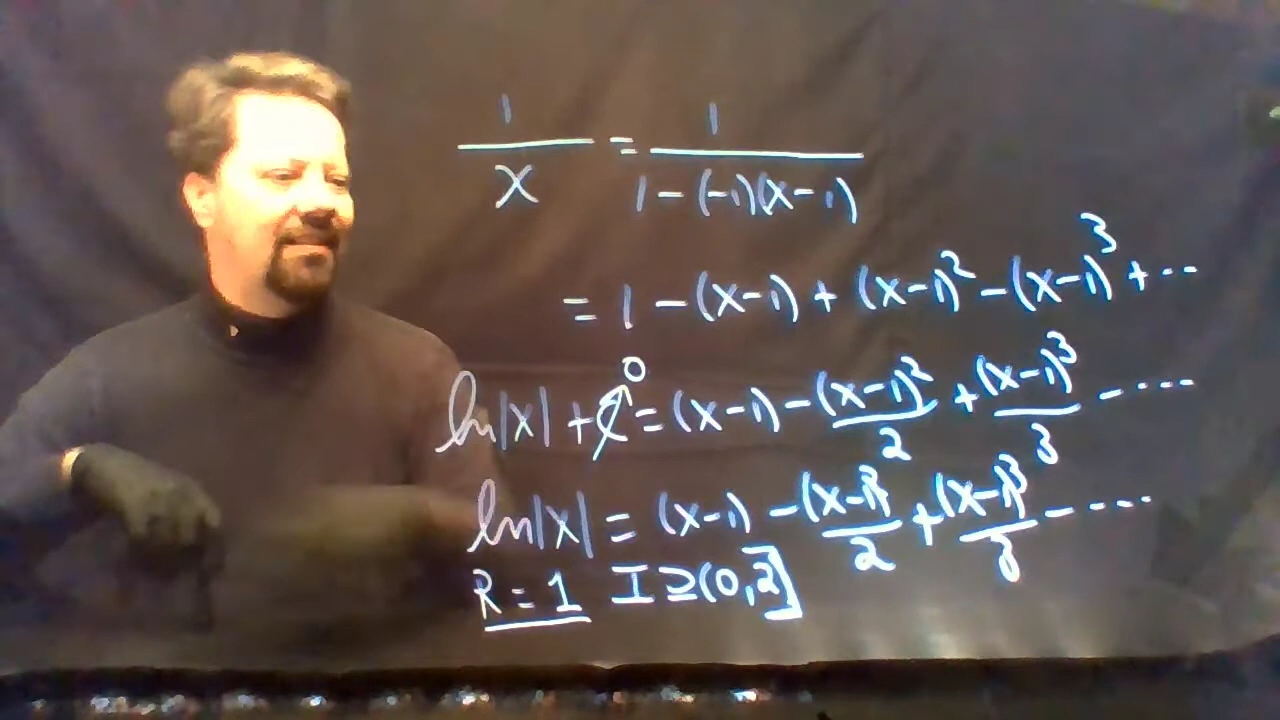 1/x = 1/(1-(-1)(x-1))
= 1 - (x-1) + (x-1)² - (x-1)³ + ...
ln|x| + C⁰ = (x-1) - (x-1)²/2 + (x-1)³/3 - ....
ln|x| = (x-1) - (x-1)²/2 + (x-1)³/3 - ....
R = 1 I ⊇ (0,2]